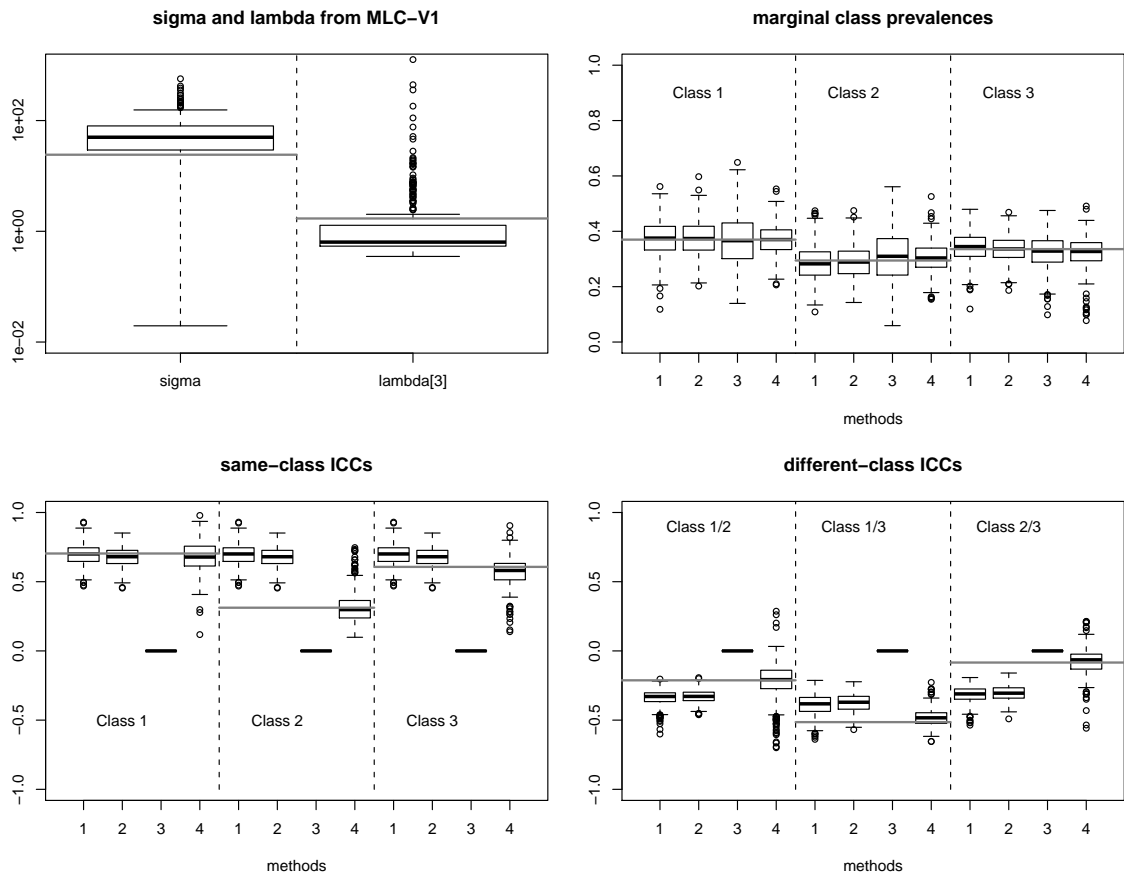 sigma and lambda from MLC−V1
1e−02
1e+00
1e+02
sigma
lambda[3]
marginal class prevalences
0.0
0.2
0.4
0.6
0.8
1.0
Class 1
Class 2
Class 3
1 2 3 4 1 2 3 4 1 2 3 4
methods
same−class ICCs
−1.0
−0.5
0.0
0.5
1.0
Class 1
Class 2
Class 3
1 2 3 4 1 2 3 4 1 2 3 4
methods
different−class ICCs
−1.0
−0.5
0.0
0.5
1.0
Class 1/2
Class 1/3
Class 2/3
1 2 3 4 1 2 3 4 1 2 3 4
methods